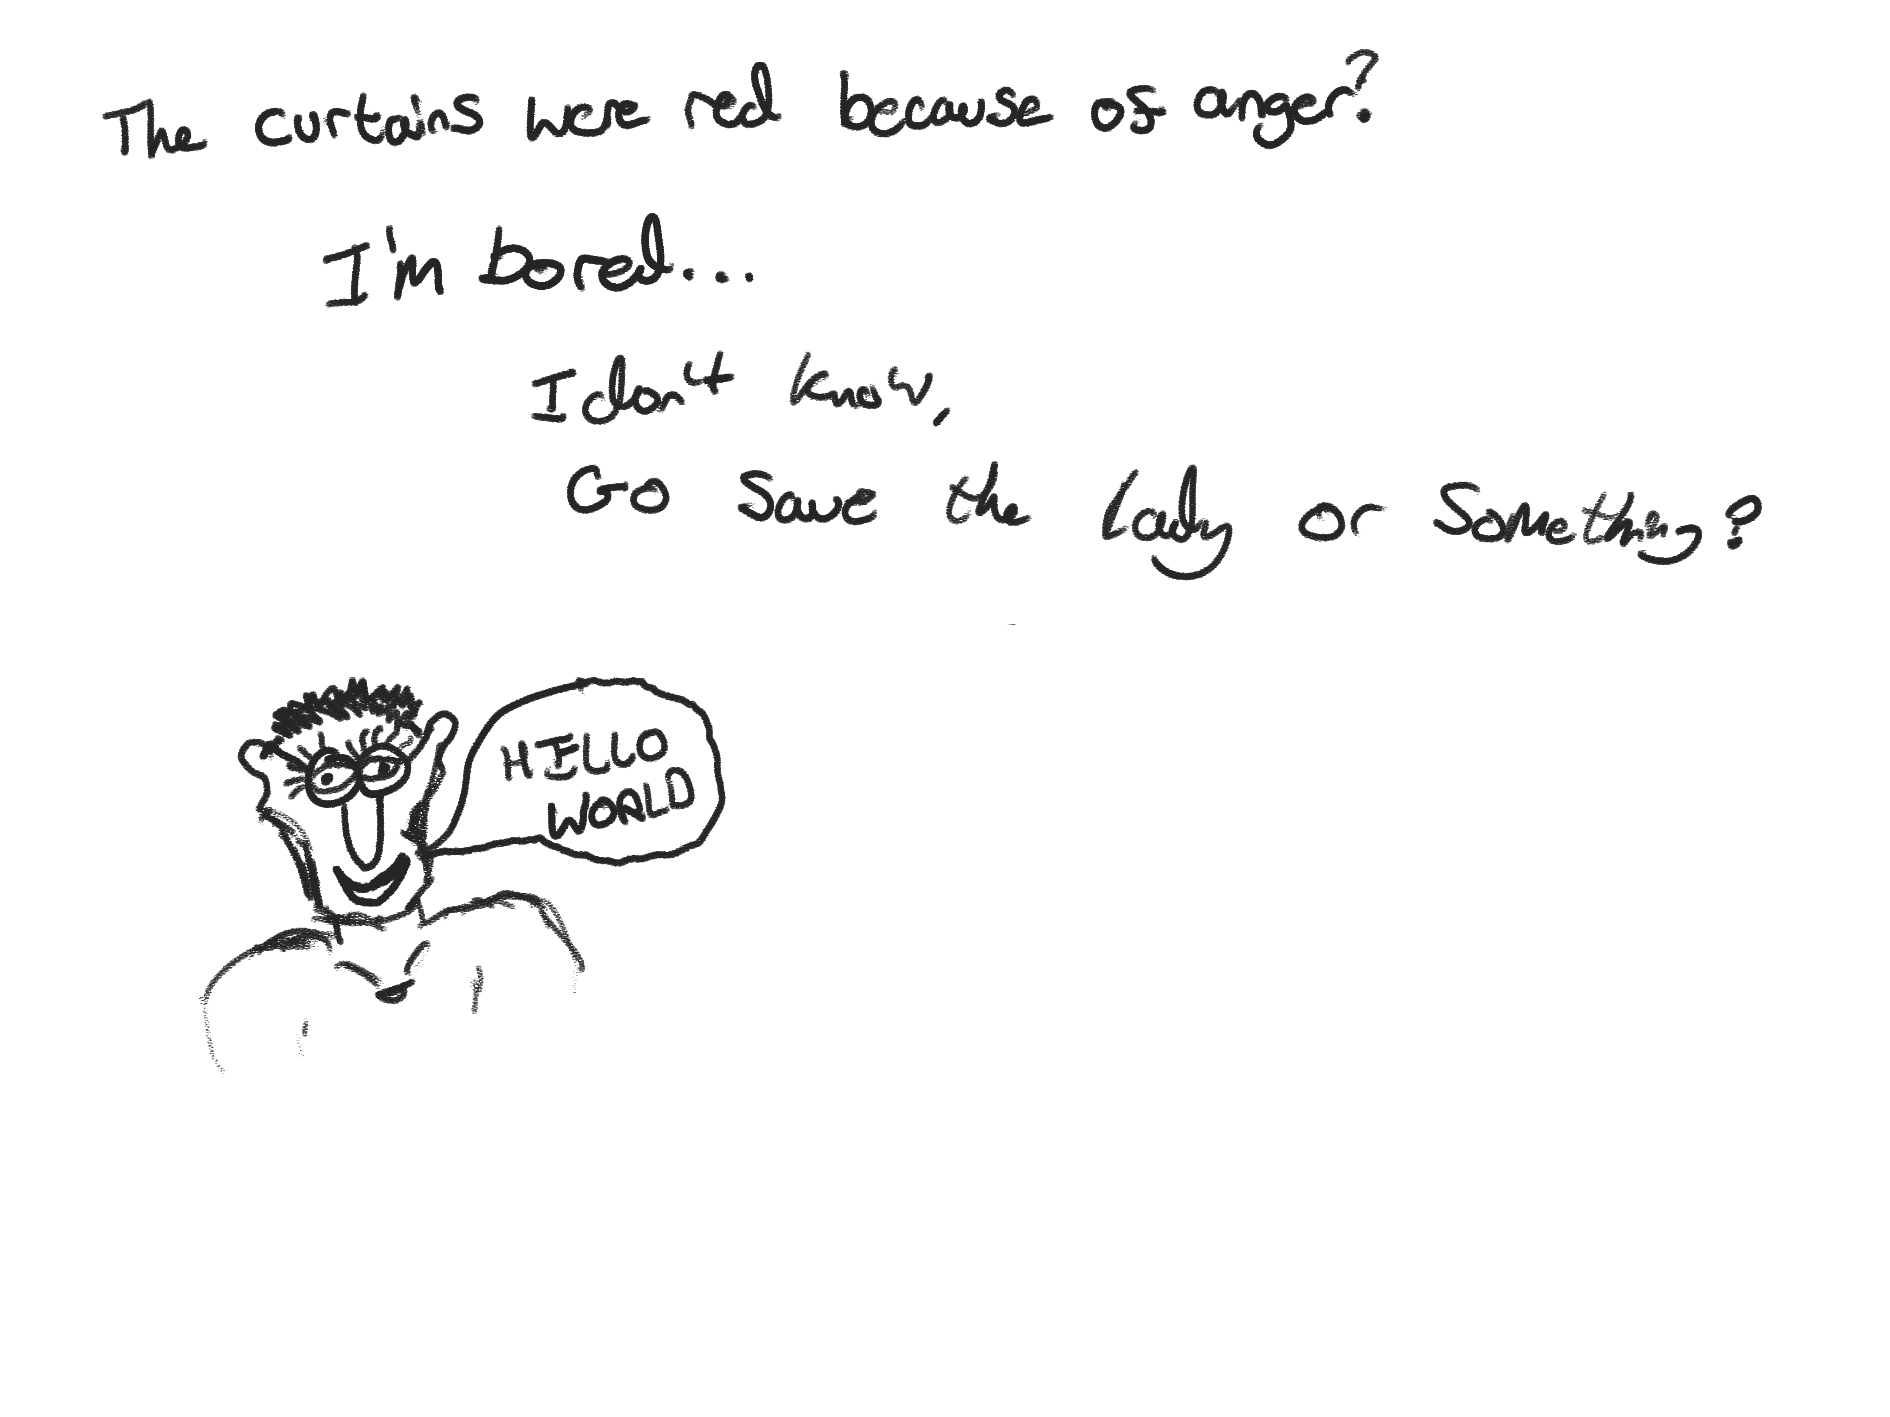 The curtains were red because of anger?
I'm bored...
I don't know,
Go save the lady or something?
HELLO
WORLD